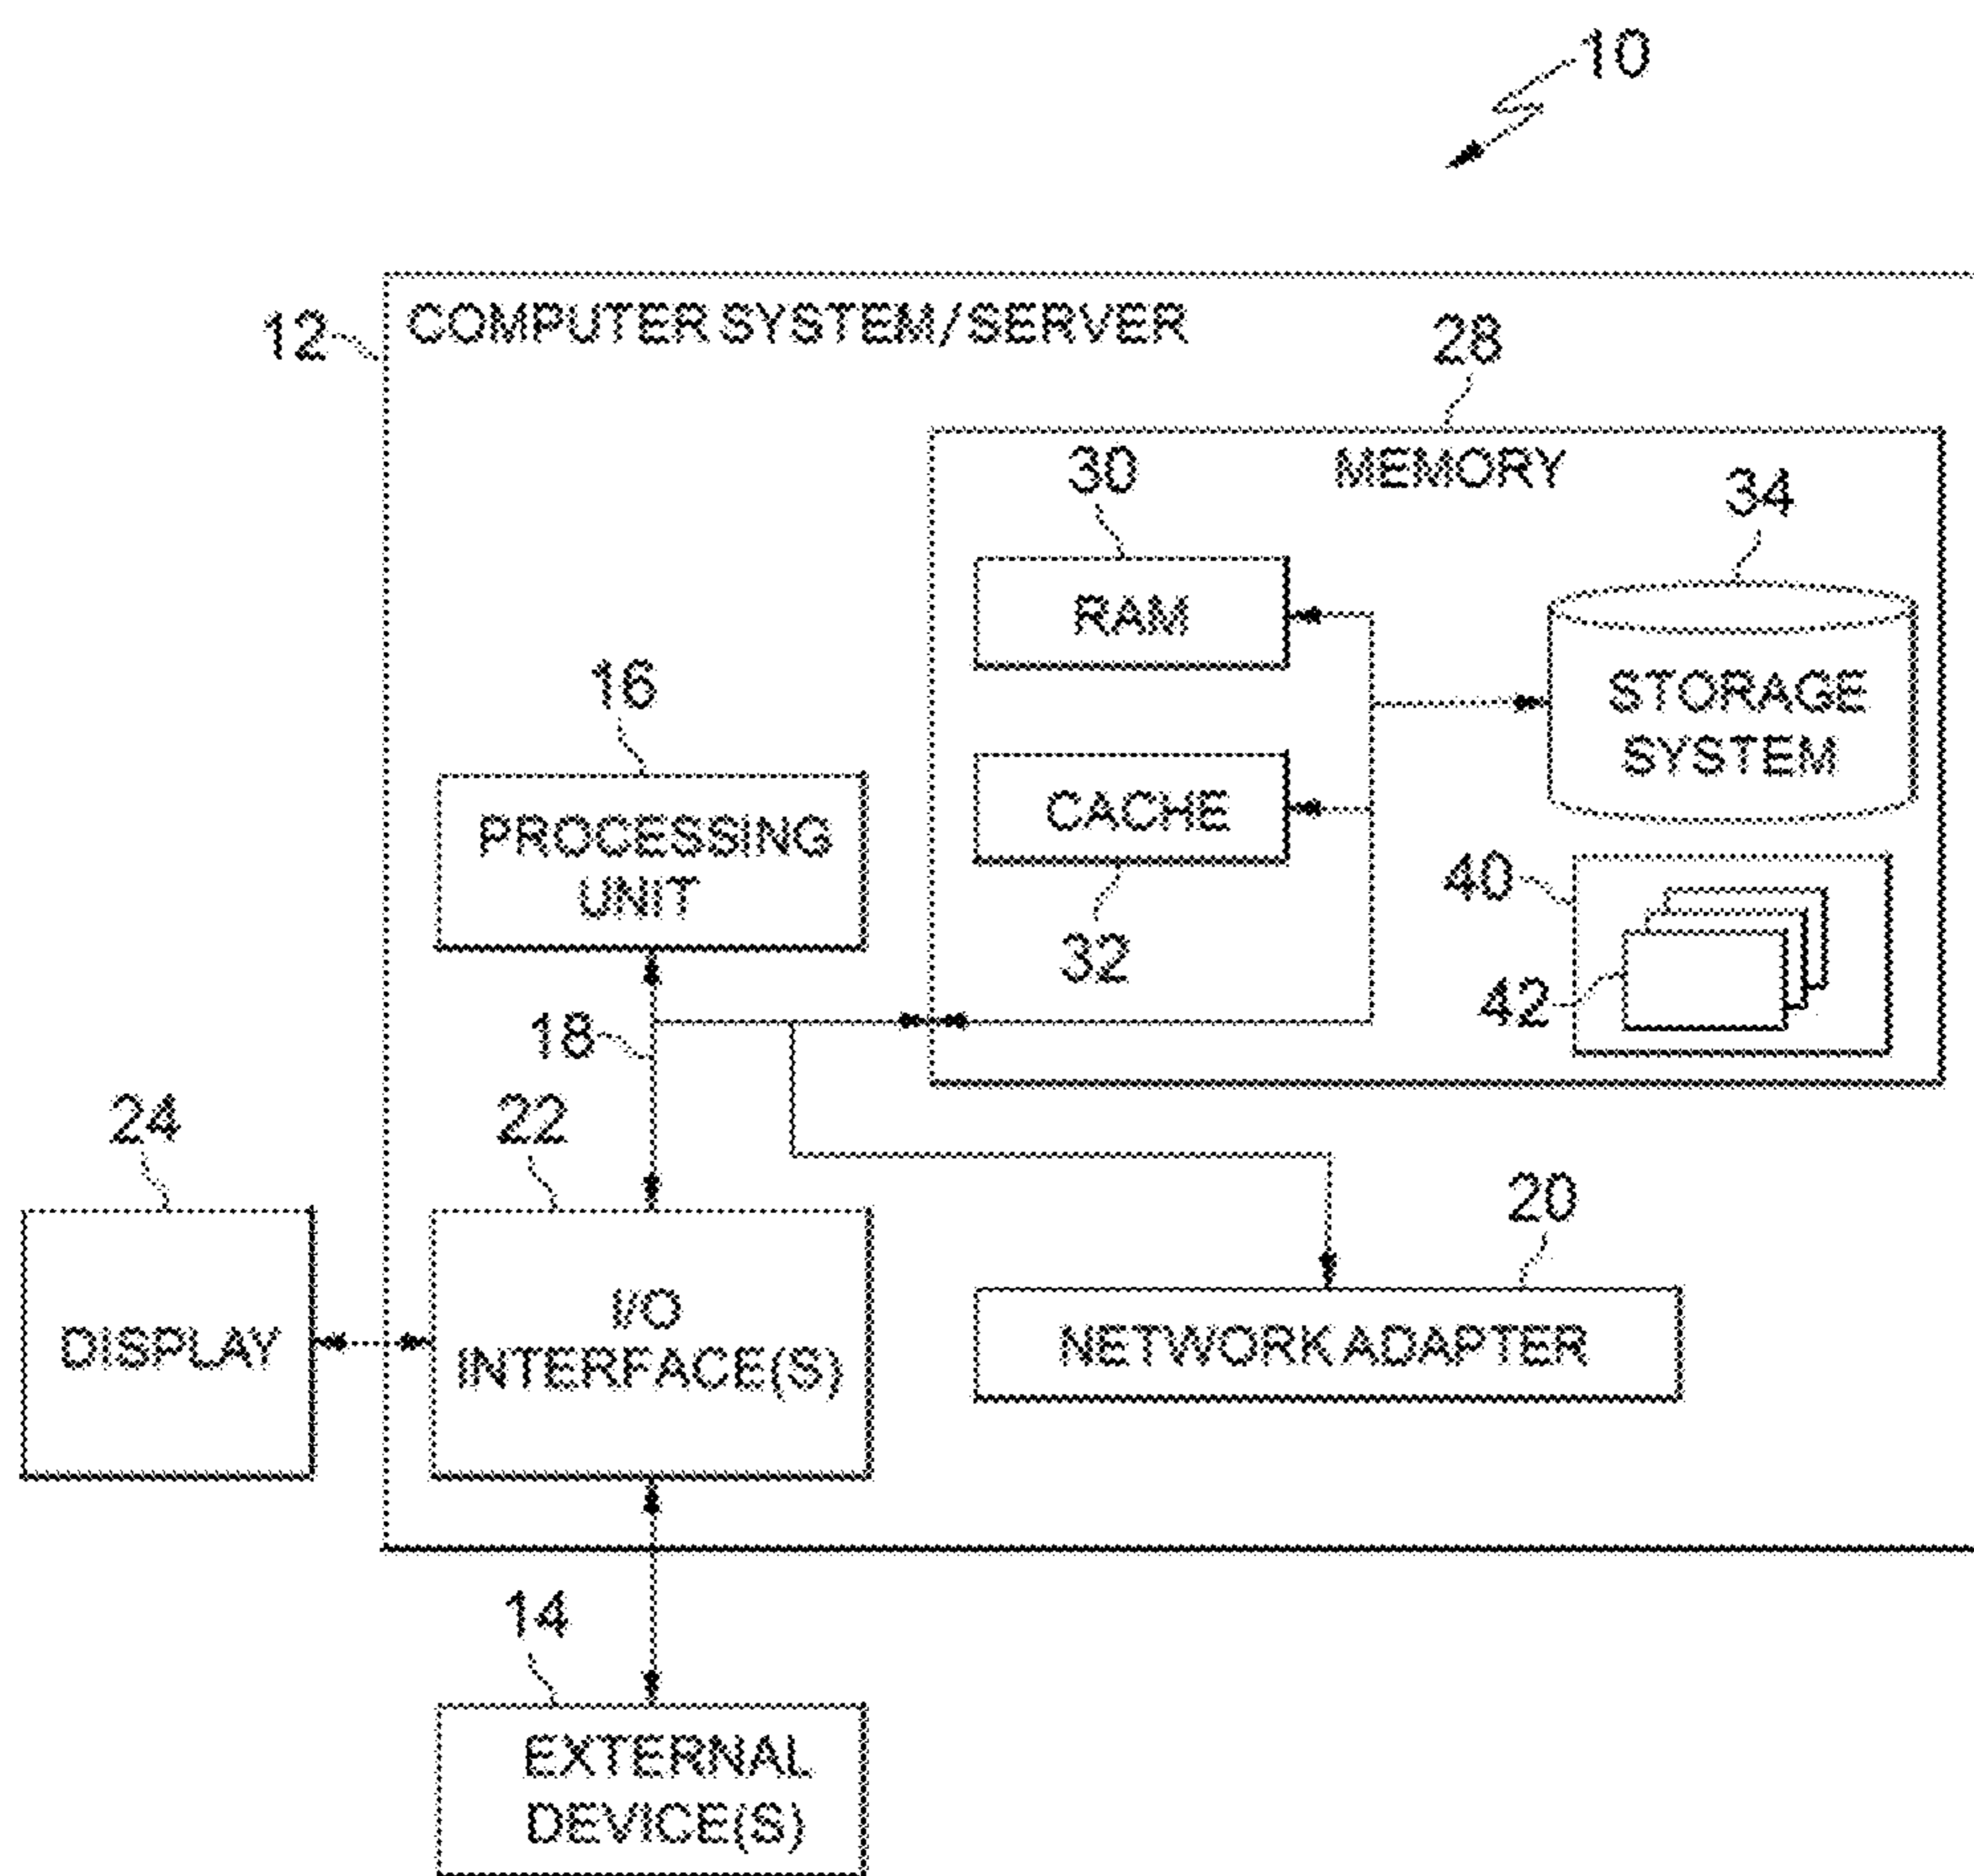 10
12
COMPUTER SYSTEM/SERVER
28
MEMORY
30
34
RAM
STORAGE
SYSTEM
16
CACHE
PROCESSING
UNIT
40
32
42
18
24
22
20
DISPLAY
I/O
INTERFACE(S)
NETWORK ADAPTER
14
EXTERNAL
DEVICE(S)